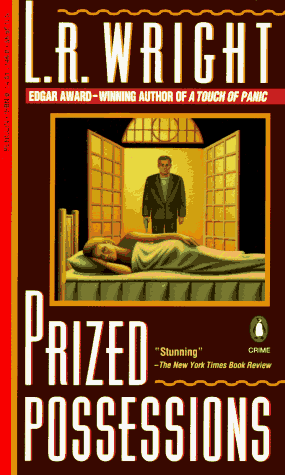 L.R. WRIGHT
EDGAR AWARD–WINNING AUTHOR OF A TOUCH OF PANIC
CRIME
"Stunning"
–The New York Times Book Review
PRIZED
POSSESSIONS